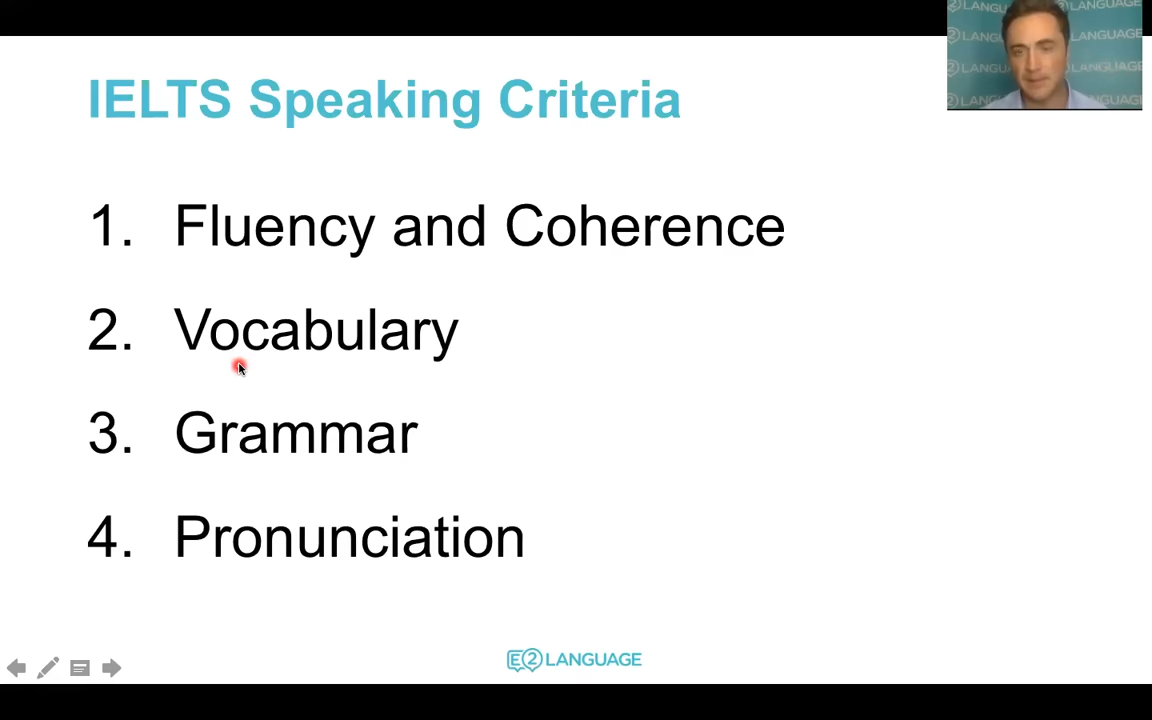 IELTS Speaking Criteria
1. Fluency and Coherence
2. Vocabulary
3. Grammar
4. Pronunciation
E2 LANGUAGE